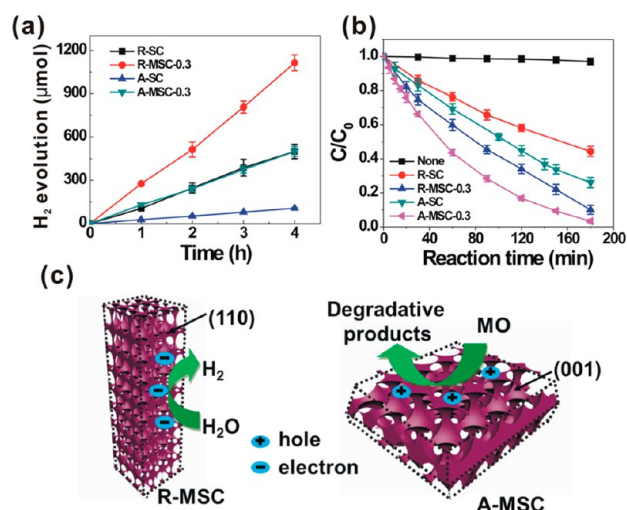 (a)
H₂ evolution (μmol)
1200
900
600
300
0
0
1
2
3
4
Time (h)
R-SC
R-MSC-0.3
A-SC
A-MSC-0.3
(b)
C/C₀
1.0
0.8
0.6
0.4
0.2
0.0
0
40
80
120
160
200
Reaction time (min)
None
R-SC
R-MSC-0.3
A-SC
A-MSC-0.3
(c)
(110)
H₂
H₂O
R-MSC
hole
electron
Degradative
products
MO
(001)
A-MSC